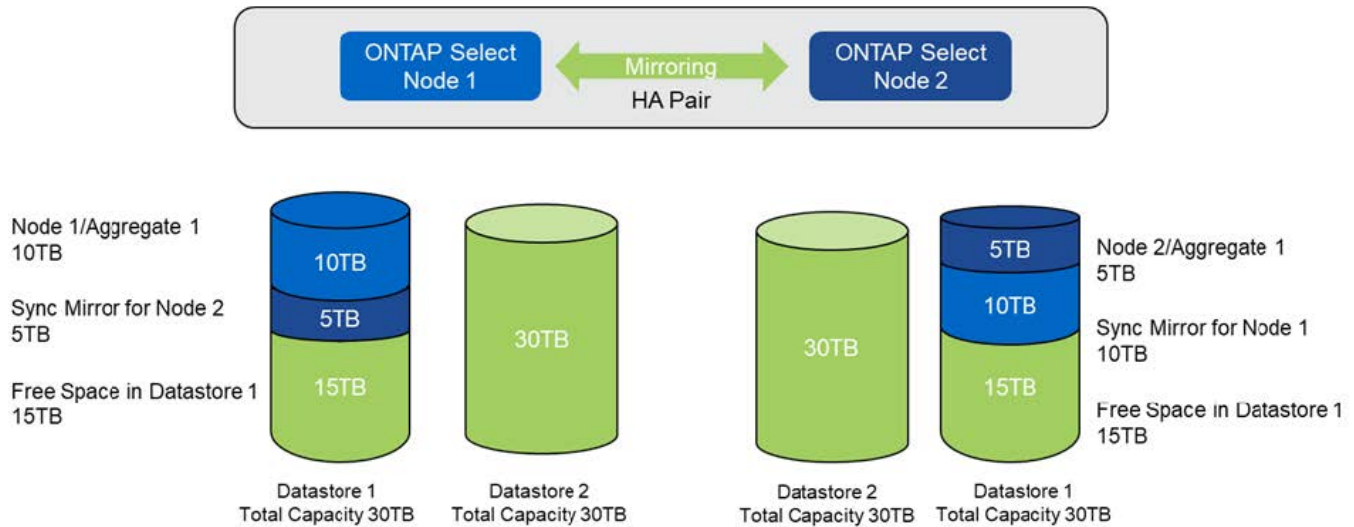 ONTAP Select
Node 1
Mirroring
HA Pair
ONTAP Select
Node 2
Node 1/Aggregate 1
10TB
Sync Mirror for Node 2
5TB
Free Space in Datastore 1
15TB
10TB
5TB
15TB
30TB
30TB
5TB
10TB
15TB
Node 2/Aggregate 1
5TB
Sync Mirror for Node 1
10TB
Free Space in Datastore 1
15TB
Datastore 1
Total Capacity 30TB
Datastore 2
Total Capacity 30TB
Datastore 2
Total Capacity 30TB
Datastore 1
Total Capacity 30TB